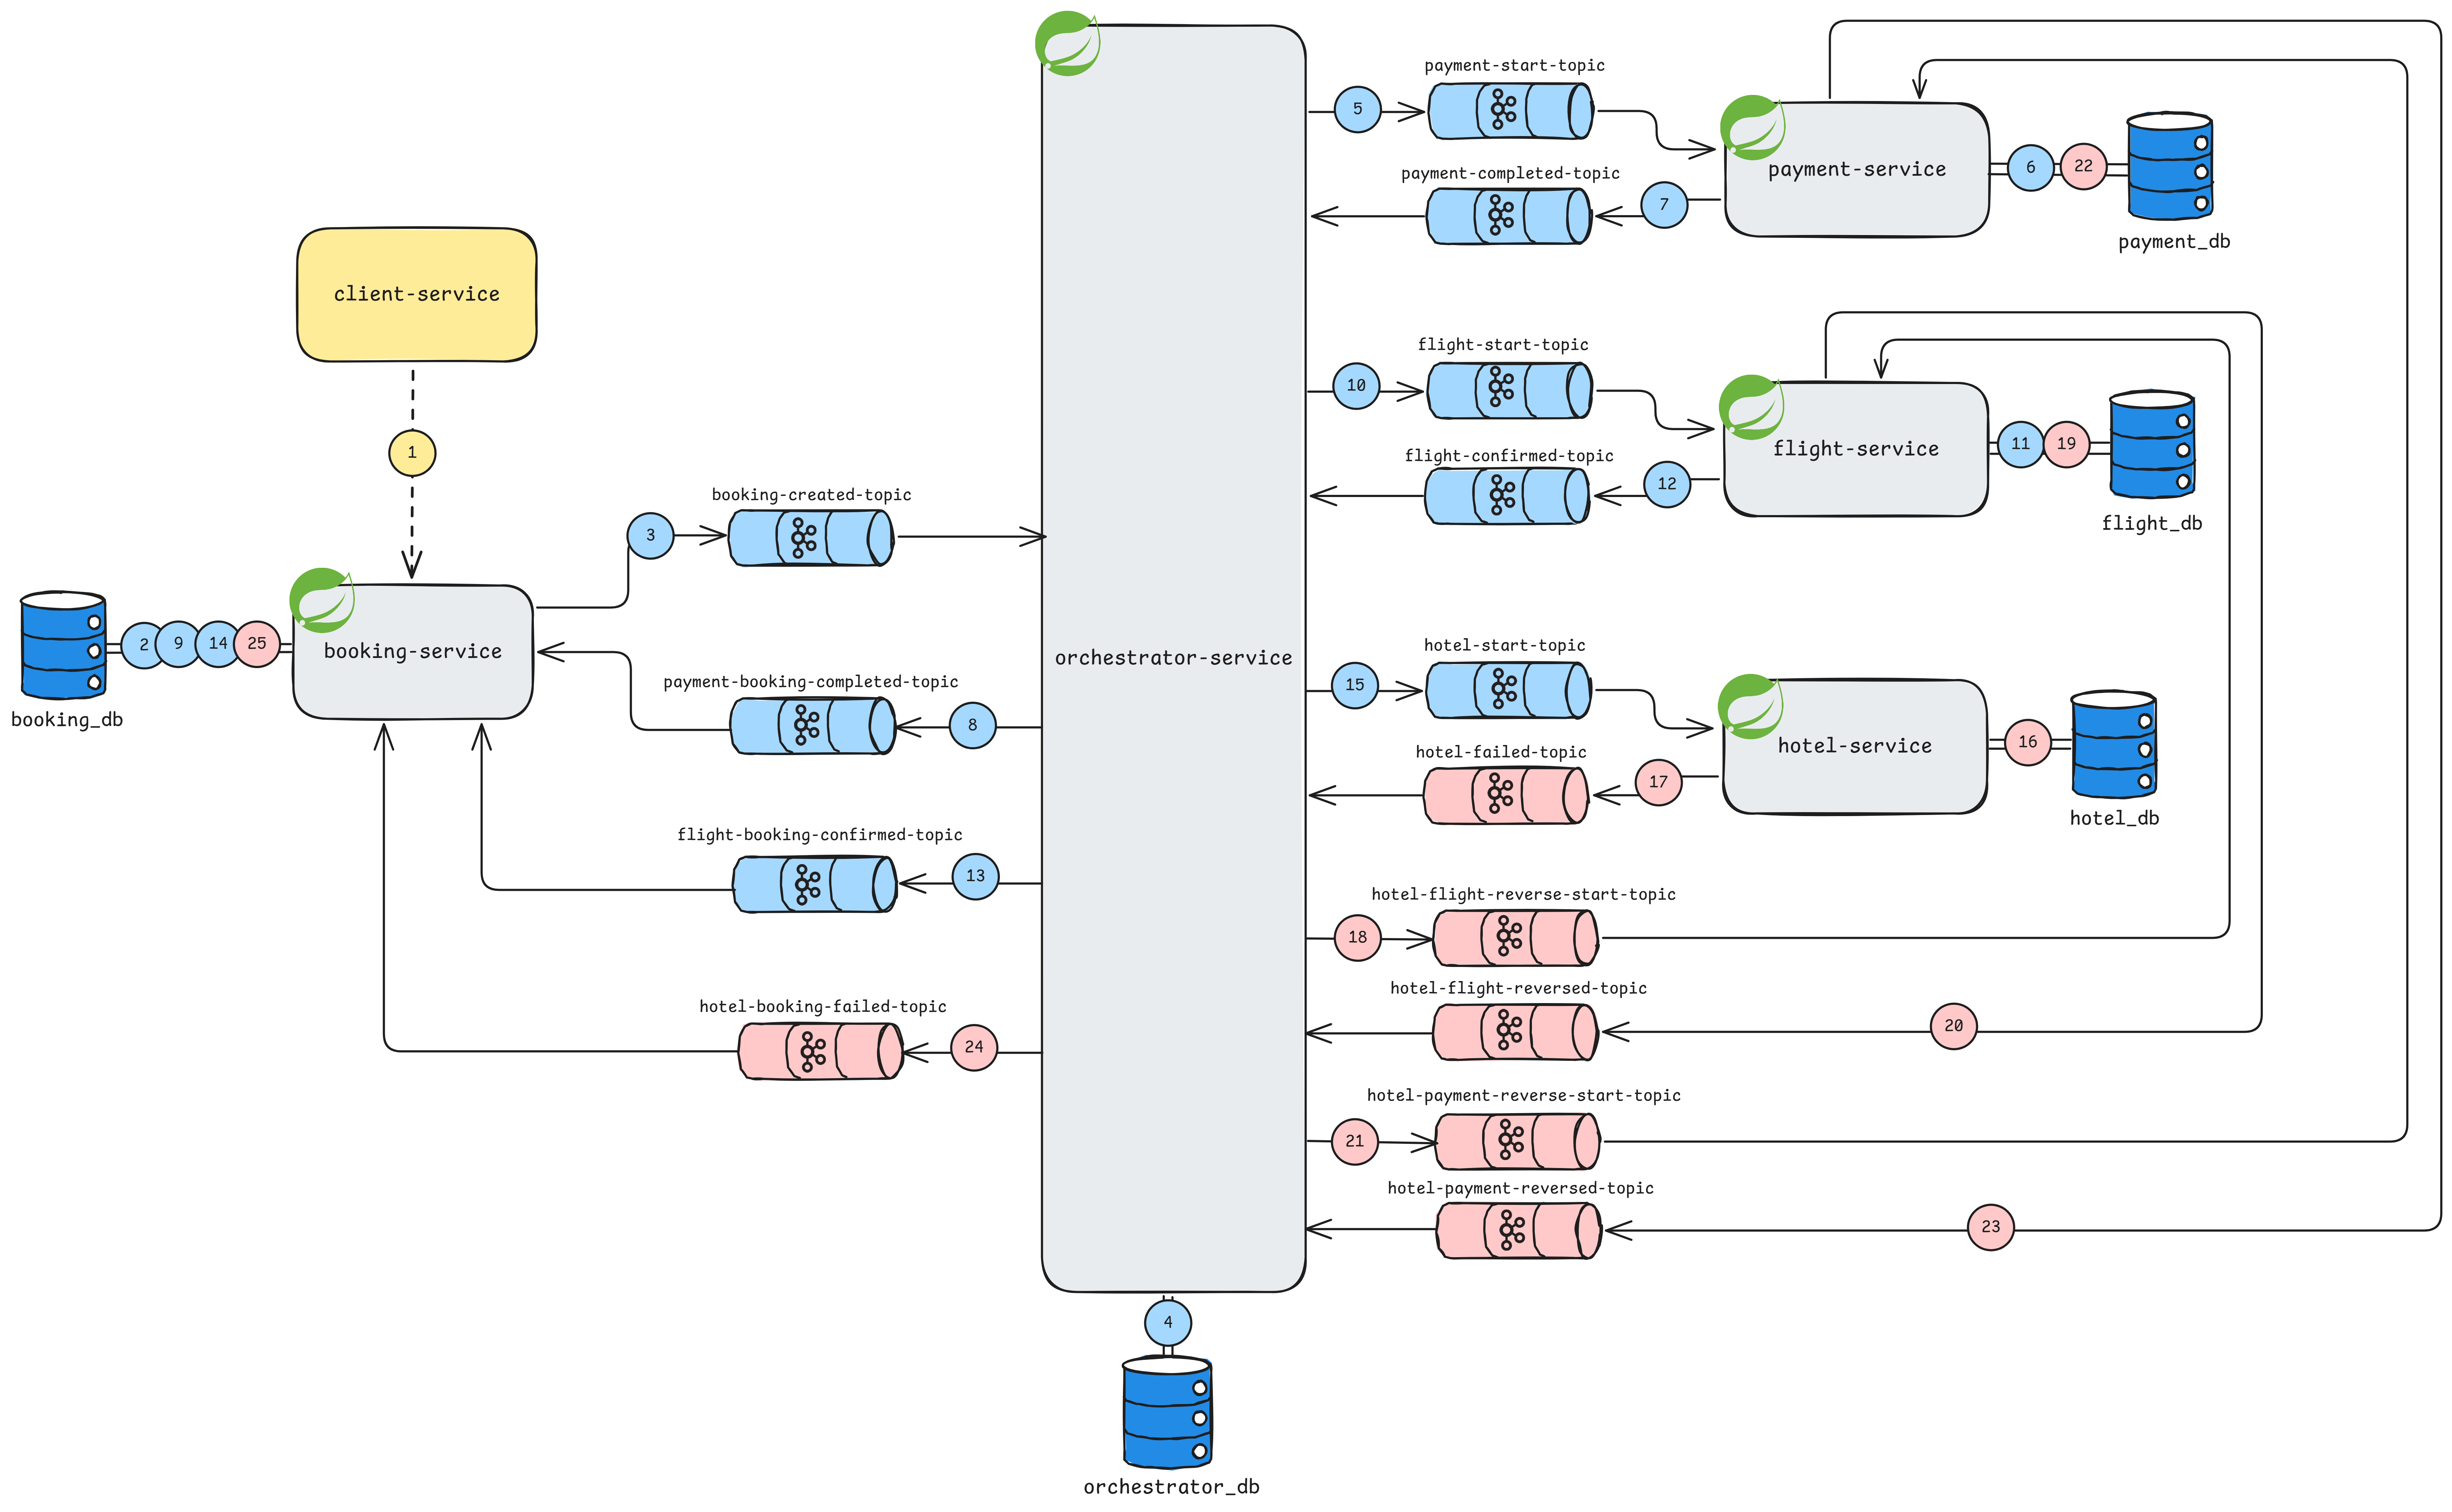 payment-start-topic
5
payment-service
6
22
payment-completed-topic
7
payment_db
client-service
flight-start-topic
10
flight-service
11
19
1
flight-confirmed-topic
12
flight_db
booking-created-topic
3
booking-service
2
9
14
25
booking_db
orchestrator-service
hotel-start-topic
15
payment-booking-completed-topic
8
hotel-service
16
hotel-failed-topic
17
hotel_db
flight-booking-confirmed-topic
13
hotel-flight-reverse-start-topic
18
hotel-flight-reversed-topic
20
hotel-booking-failed-topic
24
hotel-payment-reverse-start-topic
21
hotel-payment-reversed-topic
23
4
orchestrator_db